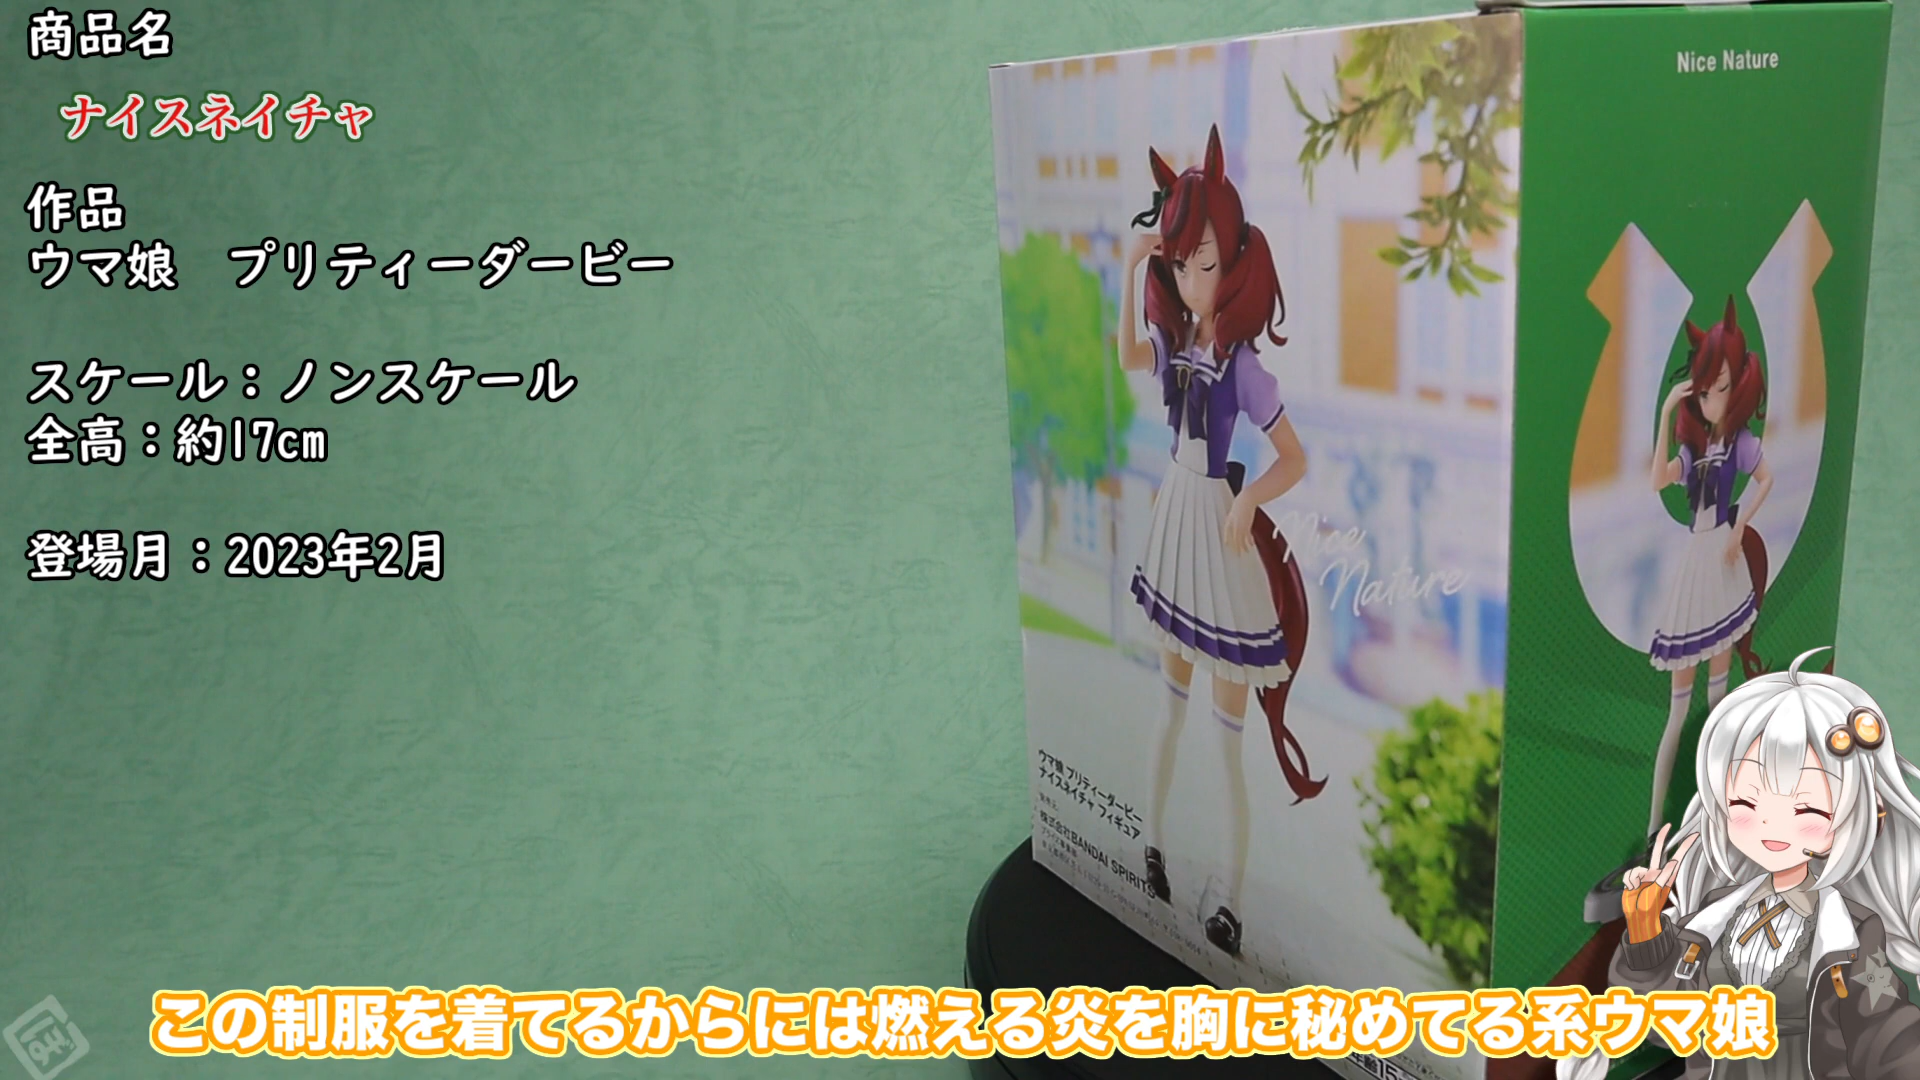 商品名
ナイスネイチャ
作品
ウマ娘　プリティーダービー
スケール：ノンスケール
全高：約17cm
登場月：2023年2月
Nice Nature
Nice
Nature
ウマ娘 プリティーダービー
ナイスネイチャ フィギュア
株式会社BANDAI SPIRITS
この制服を着てるからには燃える炎を胸に秘めてる系ウマ娘